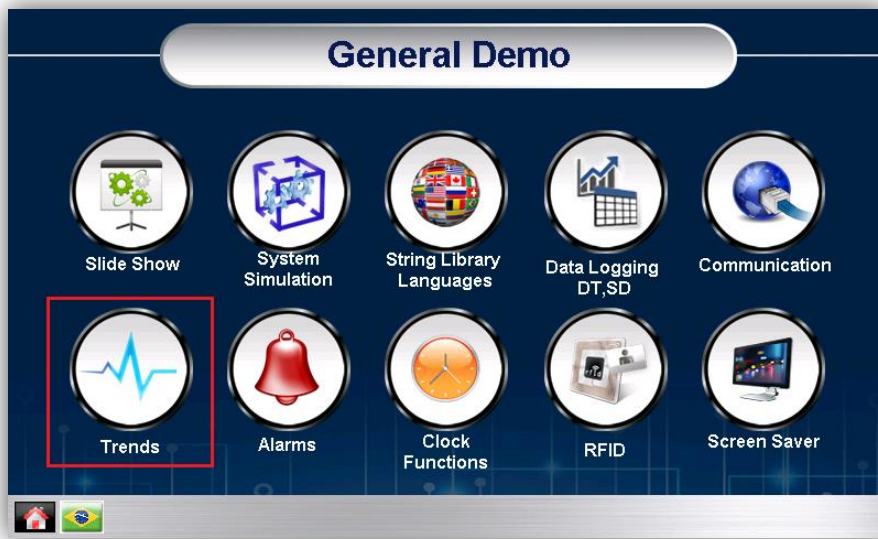 General Demo
Slide Show
System
Simulation
String Library
Languages
Data Logging
DT,SD
Communication
Trends
Alarms
Clock
Functions
rfid
RFID
Screen Saver